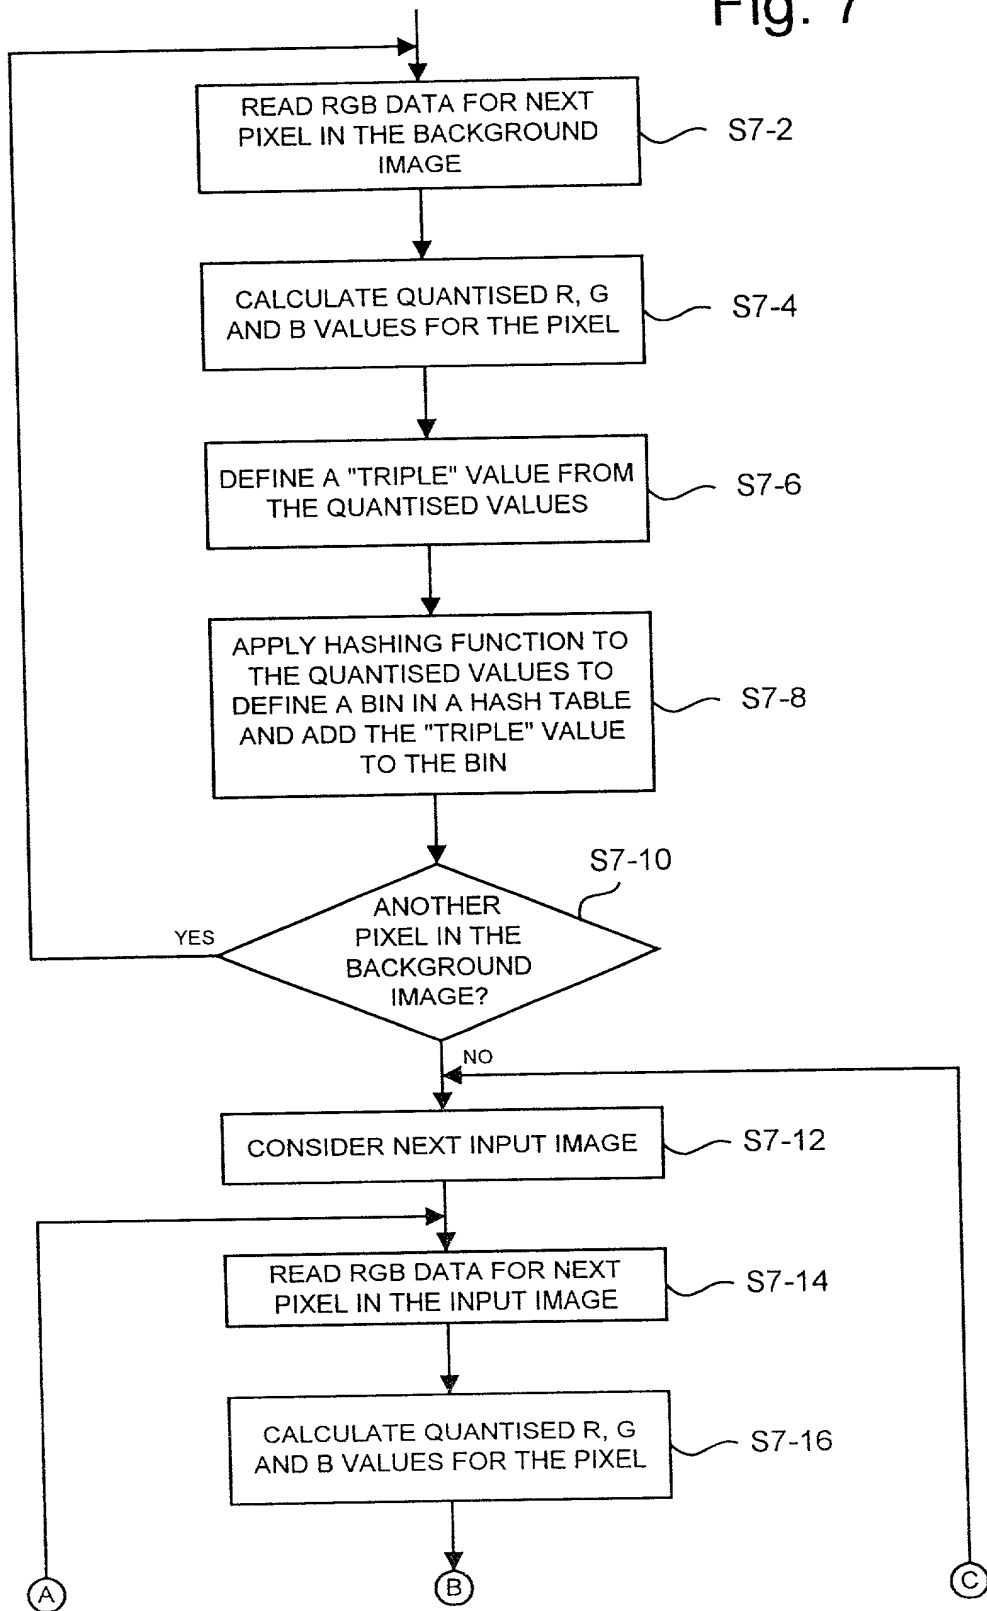 Fig. 7
READ RGB DATA FOR NEXT
PIXEL IN THE BACKGROUND
IMAGE
S7-2
CALCULATE QUANTISED R, G
AND B VALUES FOR THE PIXEL
S7-4
DEFINE A "TRIPLE" VALUE FROM
THE QUANTISED VALUES
S7-6
APPLY HASHING FUNCTION TO
THE QUANTISED VALUES TO
DEFINE A BIN IN A HASH TABLE
AND ADD THE "TRIPLE" VALUE
TO THE BIN
S7-8
S7-10
ANOTHER
PIXEL IN THE
BACKGROUND
IMAGE?
YES
NO
CONSIDER NEXT INPUT IMAGE
S7-12
READ RGB DATA FOR NEXT
PIXEL IN THE INPUT IMAGE
S7-14
CALCULATE QUANTISED R, G
AND B VALUES FOR THE PIXEL
S7-16
A
B
C